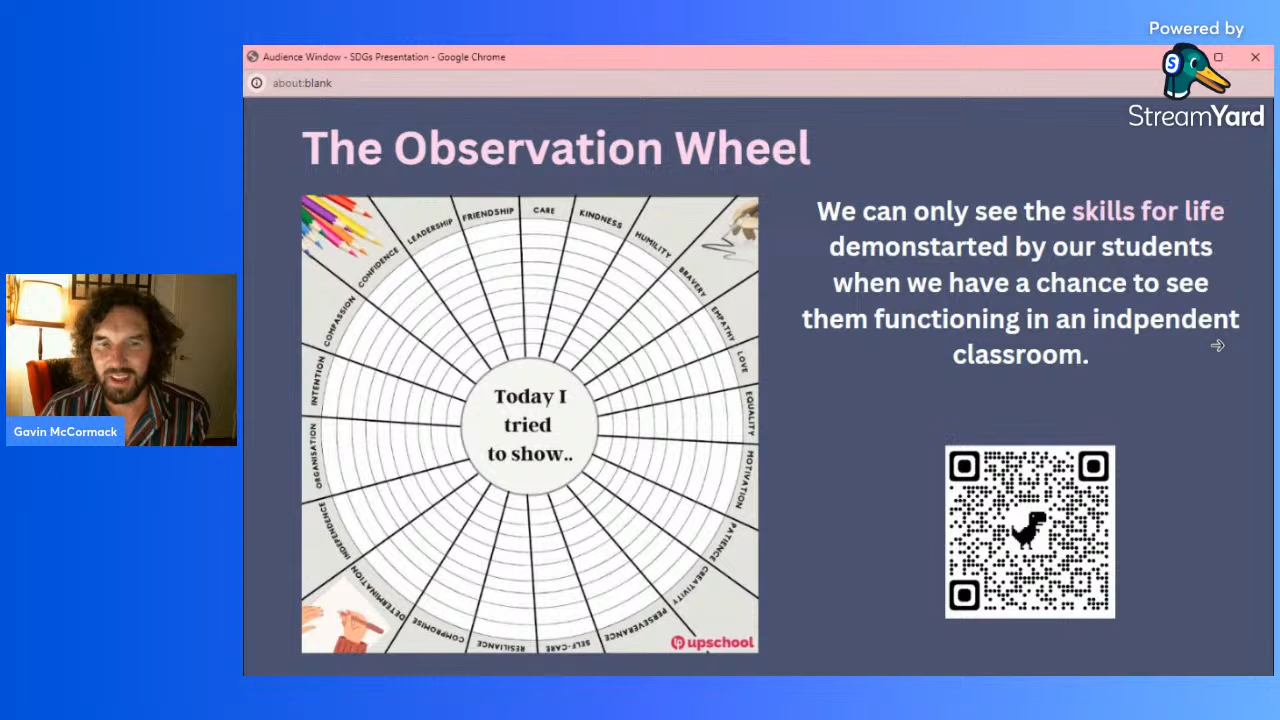 Powered by
StreamYard
Audience Window - SDGs Presentation - Google Chrome
about:blank
The Observation Wheel
FRIENDSHIP
CARE
KINDNESS
HUMILITY
BRAVERY
EMPATHY
LOVE
EQUALITY
MOTIVATION
PATIENCE
CREATIVITY
PERSEVERANCE
SELF-CARE
RESILIANCE
COMPROMISE
DETERMINATION
INDEPENDENCE
ORGANISATION
INTENTION
COMPASSION
CONFIDENCE
LEADERSHIP
Today I
tried
to show..
upschool
We can only see the skills for life
demonstarted by our students
when we have a chance to see
them functioning in an indpendent
classroom.
Gavin McCormack